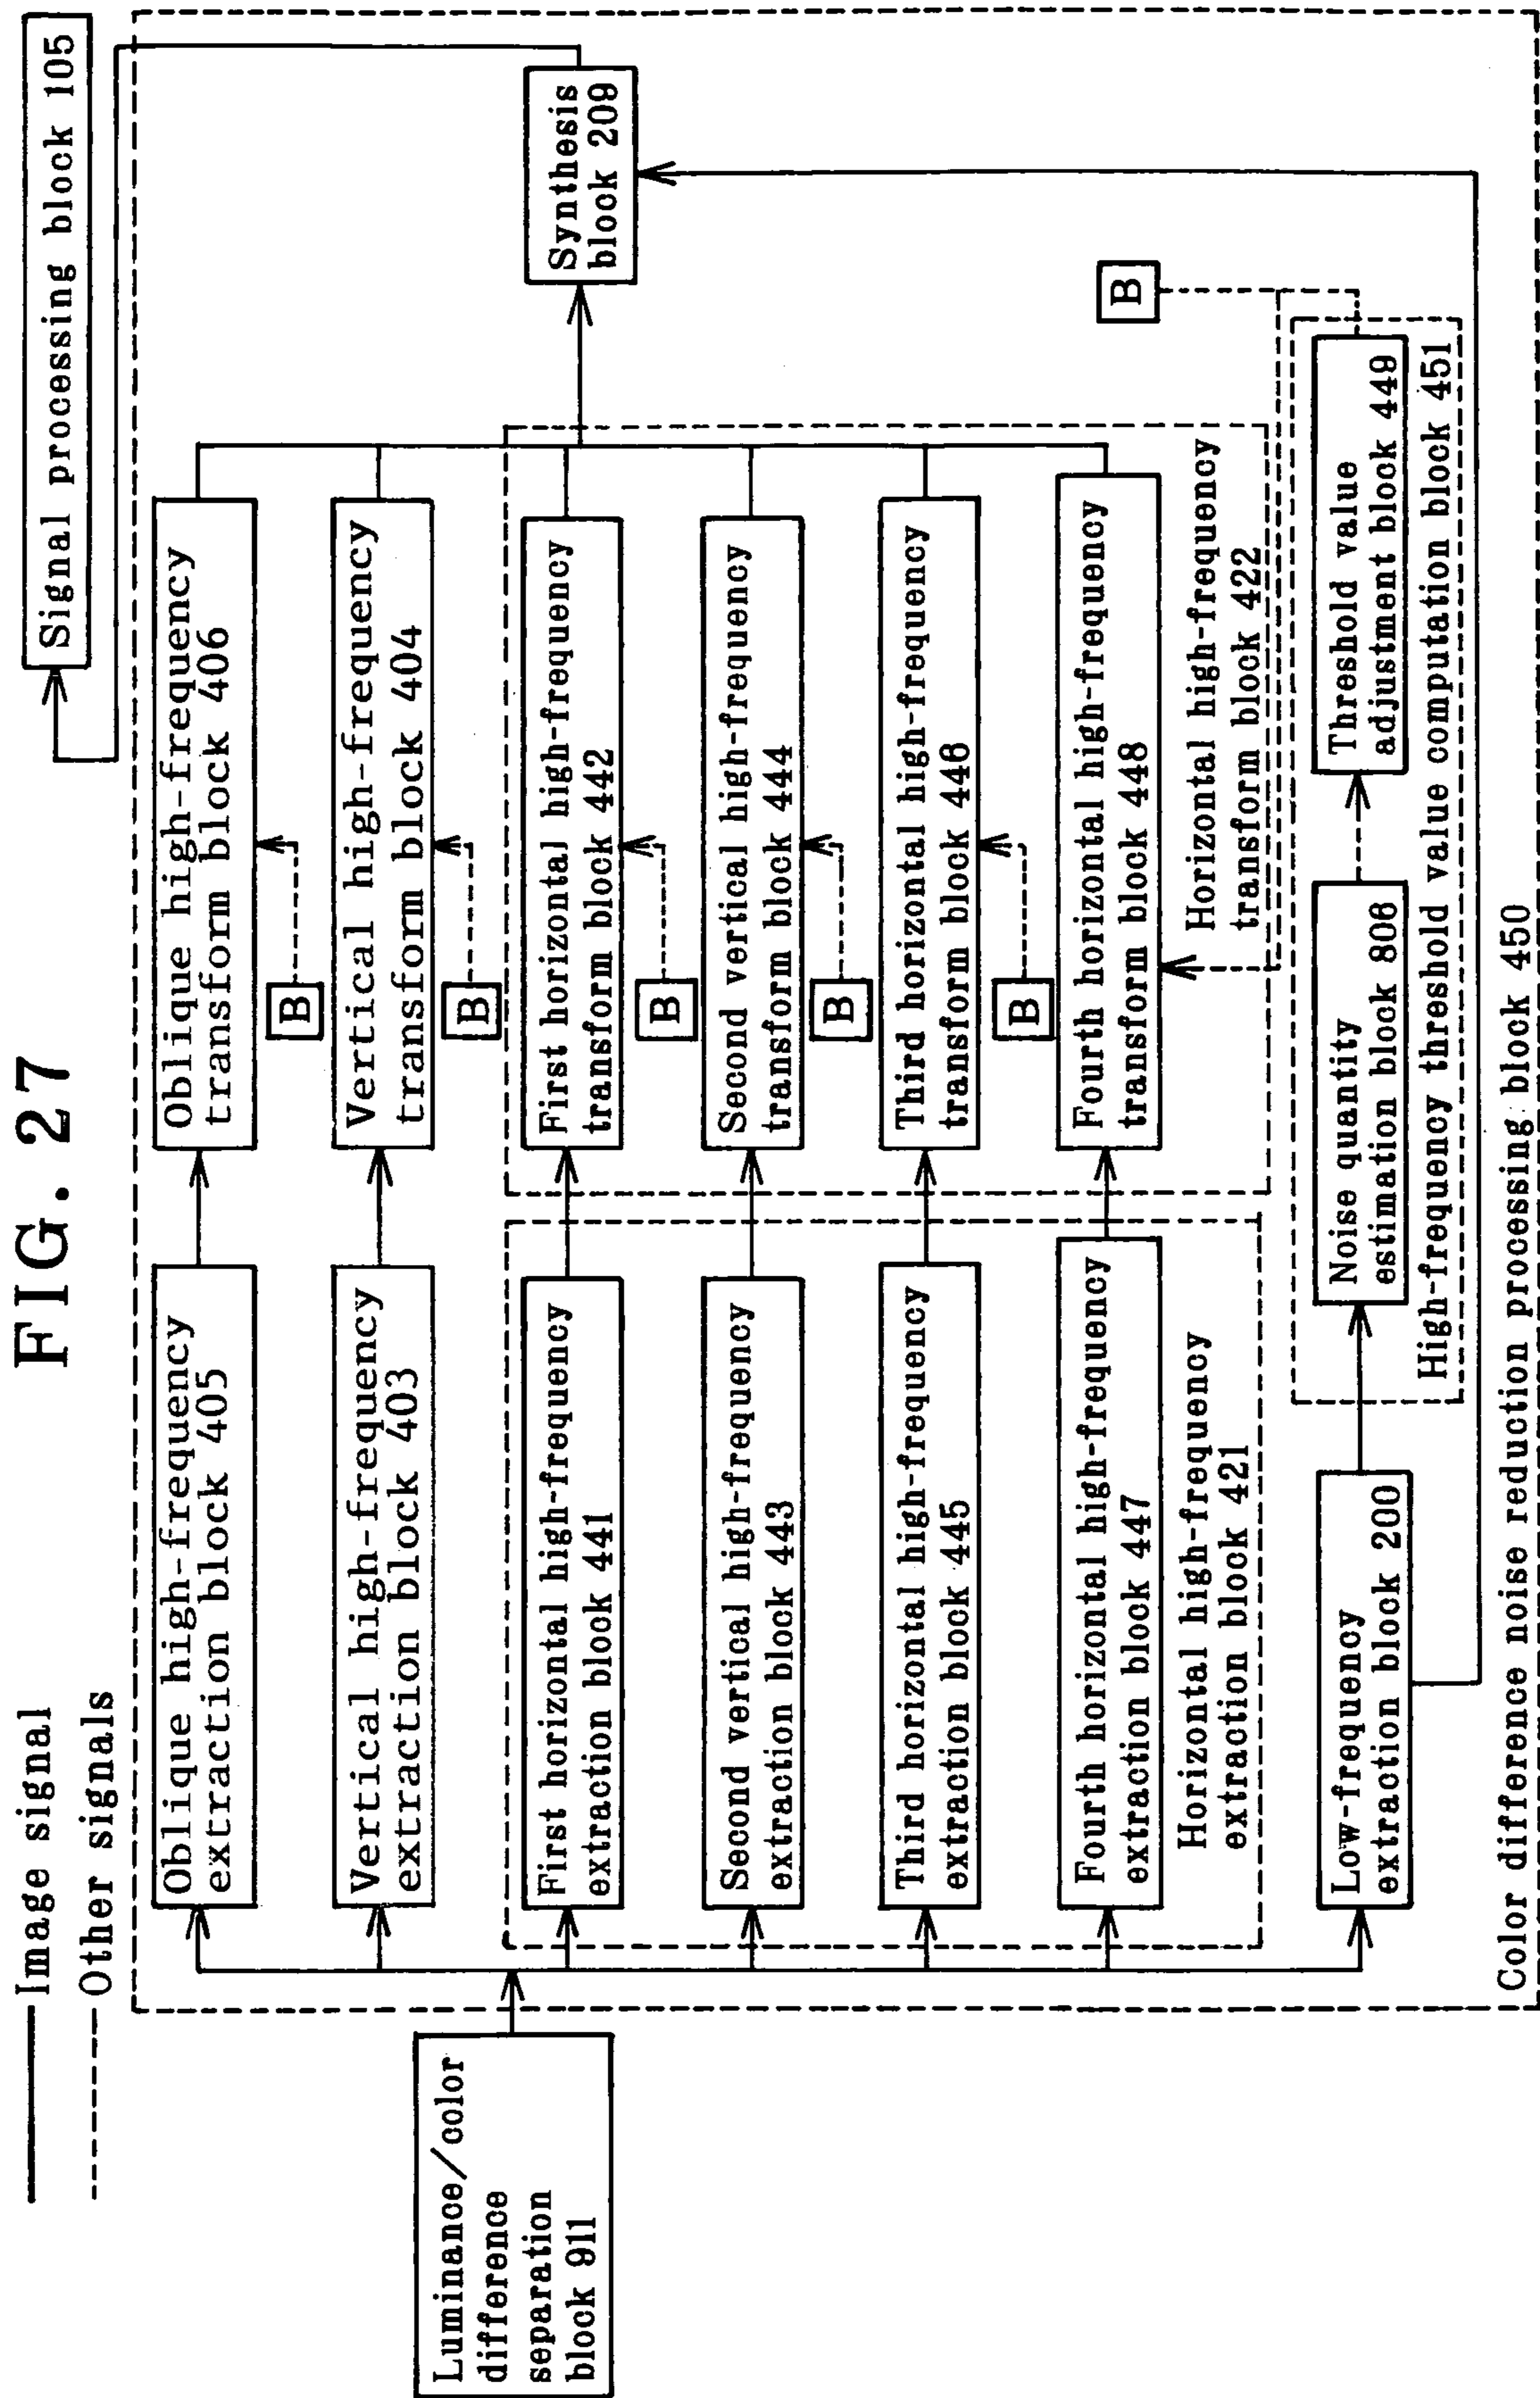 FIG. 27
Image signal
Other signals
Signal processing block 105
Luminance/color
difference
separation
block 911
Oblique high-frequency
extraction block 405
Oblique high-frequency
transform block 406
B
Vertical high-frequency
extraction block 403
Vertical high-frequency
transform block 404
B
First horizontal high-frequency
extraction block 441
First horizontal high-frequency
transform block 442
B
Second vertical high-frequency
extraction block 443
Second vertical high-frequency
transform block 444
B
Third horizontal high-frequency
extraction block 445
Third horizontal high-frequency
transform block 446
B
Fourth horizontal high-frequency
extraction block 447
Fourth horizontal high-frequency
transform block 448
Horizontal high-frequency
extraction block 421
Horizontal high-frequency
transform block 422
Synthesis
block 209
B
Low-frequency
extraction block 200
Noise quantity
estimation block 806
Threshold value
adjustment block 449
High-frequency threshold value computation block 451
Color difference noise reduction processing block 450